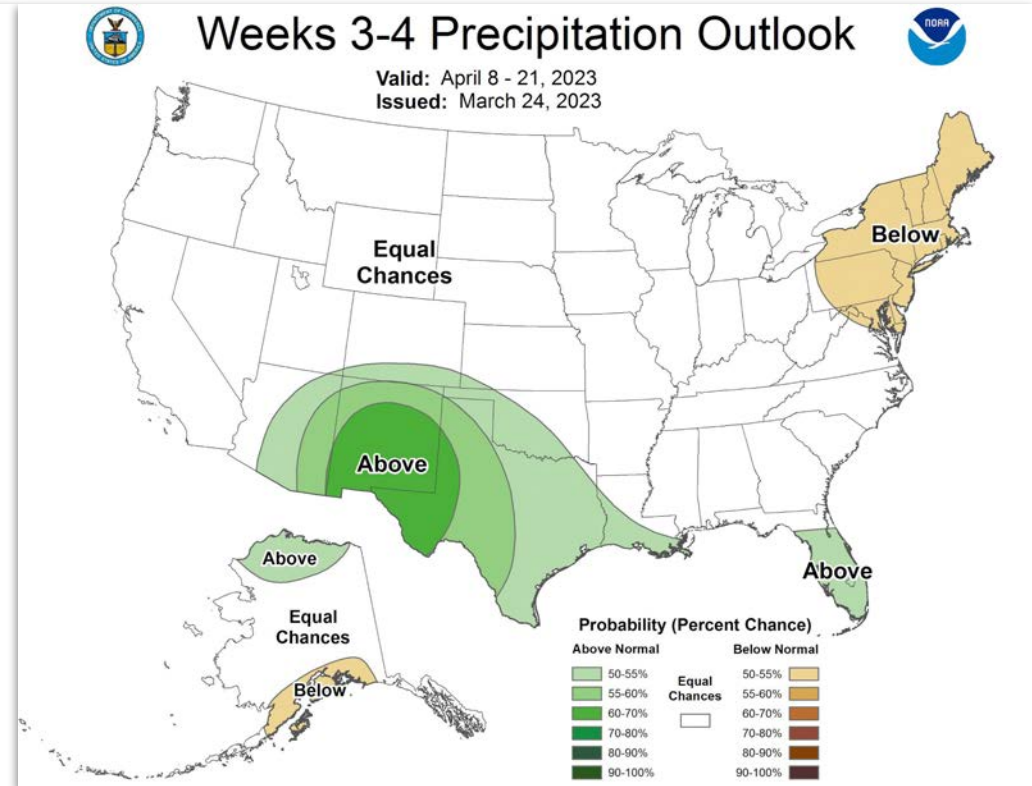 Weeks 3-4 Precipitation Outlook
NOAA
Valid: April 8 - 21, 2023
Issued: March 24, 2023
Equal
Chances
Below
Above
Above
Above
Equal
Chances
Below
Probability (Percent Chance)
Above Normal
Below Normal
50-55%
55-60%
60-70%
70-80%
80-90%
90-100%
Equal
Chances
50-55%
55-60%
60-70%
70-80%
80-90%
90-100%